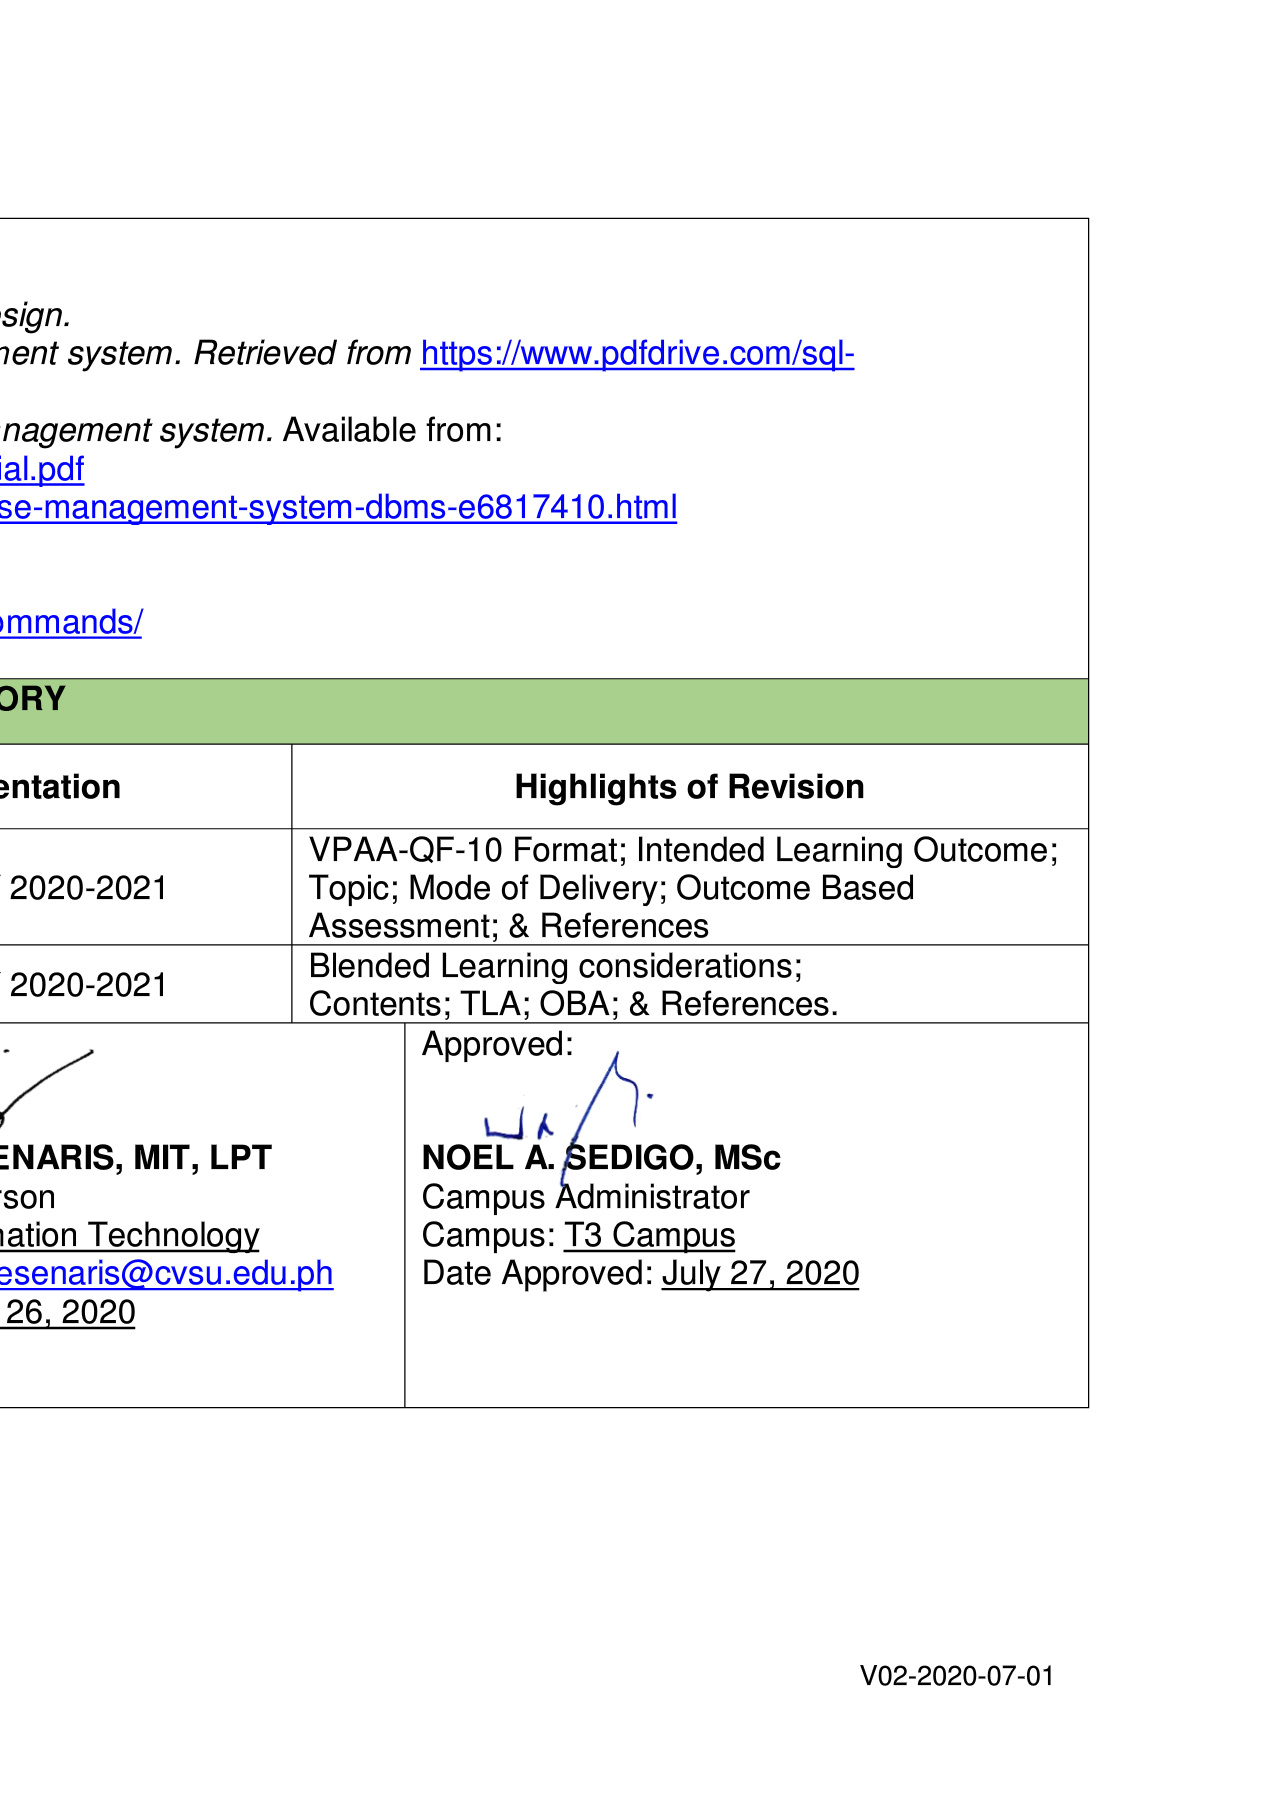 esign.
ment system. Retrieved from https://www.pdfdrive.com/sql-
anagement system. Available from:
ial.pdf
se-management-system-dbms-e6817410.html
ommands/
ORY
entation
Highlights of Revision
2020-2021
VPAA-QF-10 Format; Intended Learning Outcome;
Topic; Mode of Delivery; Outcome Based
Assessment; & References
2020-2021
Blended Learning considerations;
Contents; TLA; OBA; & References.
ENARIS, MIT, LPT
rson
nation Technology
esenaris@cvsu.edu.ph
26, 2020
Approved:
NOEL A. SEDIGO, MSc
Campus Administrator
Campus: T3 Campus
Date Approved: July 27, 2020
V02-2020-07-01